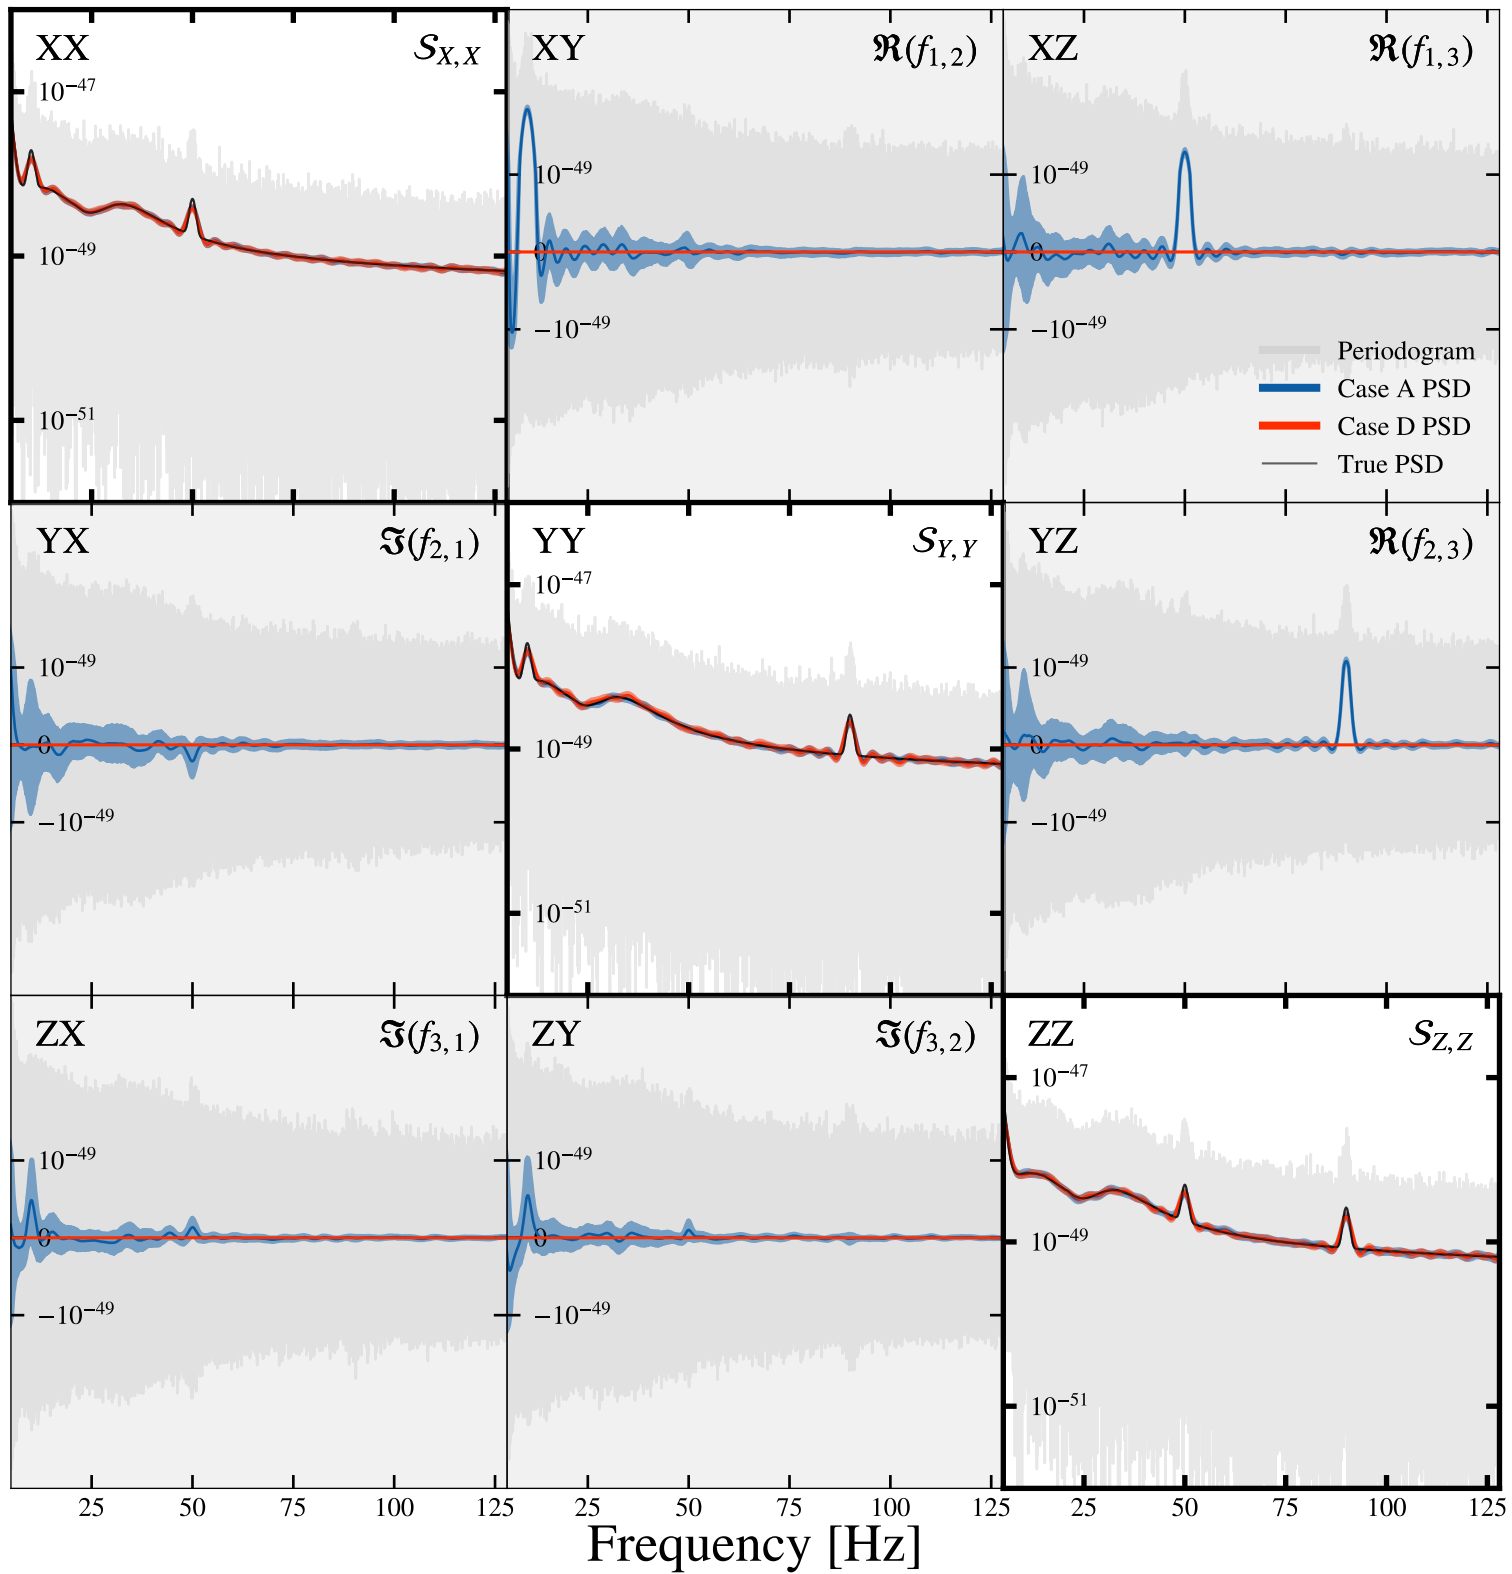 XX 𝒮X, X
10⁻⁴⁷
10⁻⁴⁹
10⁻⁵¹
XY ℜ(f1, 2)
10⁻⁴⁹
0
−10⁻⁴⁹
XZ ℜ(f1, 3)
10⁻⁴⁹
0
−10⁻⁴⁹
Periodogram
Case A PSD
Case D PSD
True PSD
YX ℑ(f2, 1)
10⁻⁴⁹
0
−10⁻⁴⁹
YY 𝒮Y, Y
10⁻⁴⁷
10⁻⁴⁹
10⁻⁵¹
YZ ℜ(f2, 3)
10⁻⁴⁹
0
−10⁻⁴⁹
ZX ℑ(f3, 1)
10⁻⁴⁹
0
−10⁻⁴⁹
25 50 75 100 125
ZY ℑ(f3, 2)
10⁻⁴⁹
0
−10⁻⁴⁹
25 50 75 100 125
ZZ 𝒮Z, Z
10⁻⁴⁷
10⁻⁴⁹
10⁻⁵¹
25 50 75 100 125
Frequency [Hz]